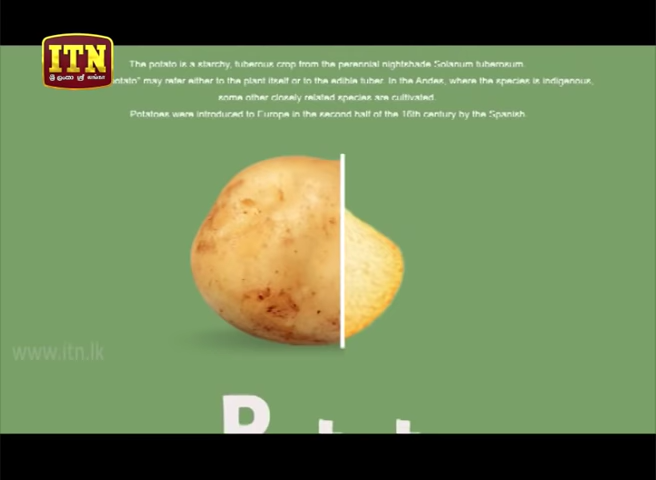 ITN
ශ්‍රී ලංකා ஸ்ரீ லங்கா
The potato is a starchy, tuberous crop from the perennial nightshade Solanum tuberosum.
otato" may refer either to the plant itself or to the edible tuber. In the Andes, where the species is indigenous,
some other closely related species are cultivated.
Potatoes were introduced to Europe in the second half of the 16th century by the Spanish.
www.itn.lk
P